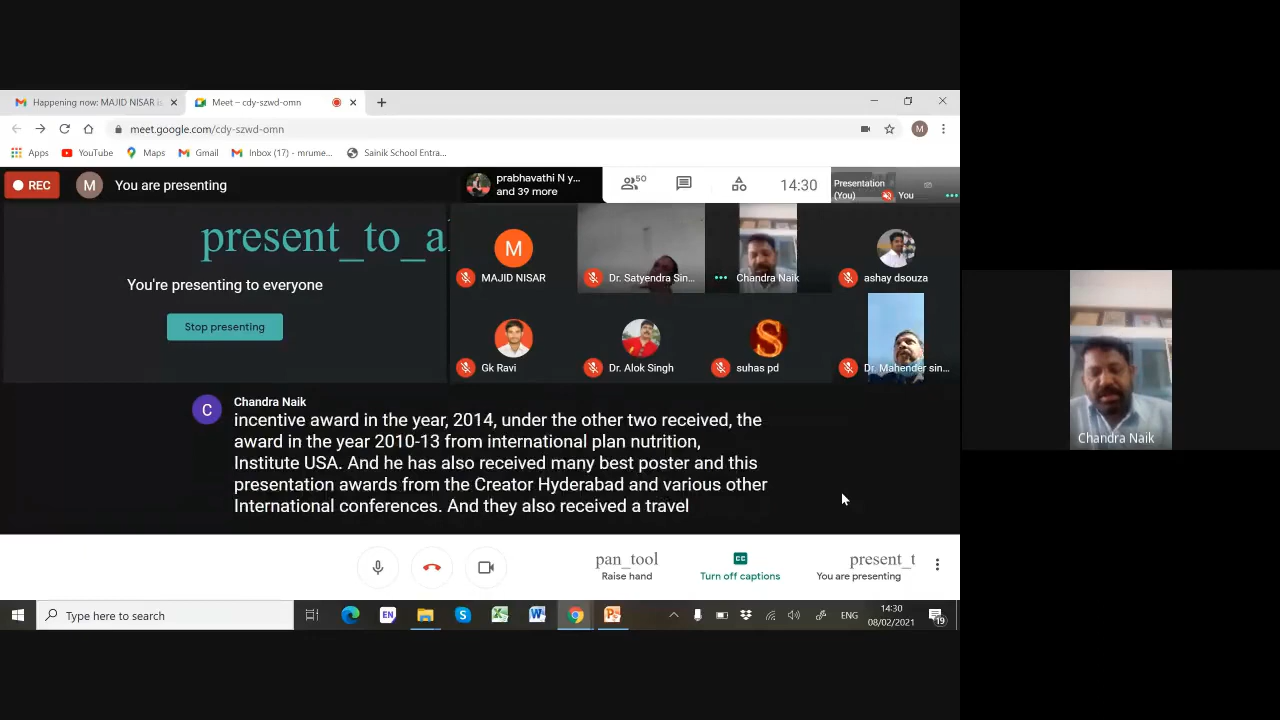 Happening now: MAJID NISAR is
Meet – cdy-szwd-omn
meet.google.com/cdy-szwd-omn
M
Apps
YouTube
Maps
Gmail
Inbox (17) - mrume...
Sainik School Entra...
REC
M
You are presenting
prabhavathi N y...
and 39 more
50
14:30
Presentation
(You)
You
present_to_a
You're presenting to everyone
Stop presenting
M
MAJID NISAR
Dr. Satyendra Sin...
Chandra Naik
ashay dsouza
Gk Ravi
Dr. Alok Singh
S
suhas pd
Dr. Mahender sin...
C
Chandra Naik
incentive award in the year, 2014, under the other two received, the
award in the year 2010-13 from international plan nutrition,
Institute USA. And he has also received many best poster and this
presentation awards from the Creator Hyderabad and various other
International conferences. And they also received a travel
pan_tool
Raise hand
CC
Turn off captions
present_t
You are presenting
Type here to search
EN
S
ENG
14:30
08/02/2021
19
Chandra Naik